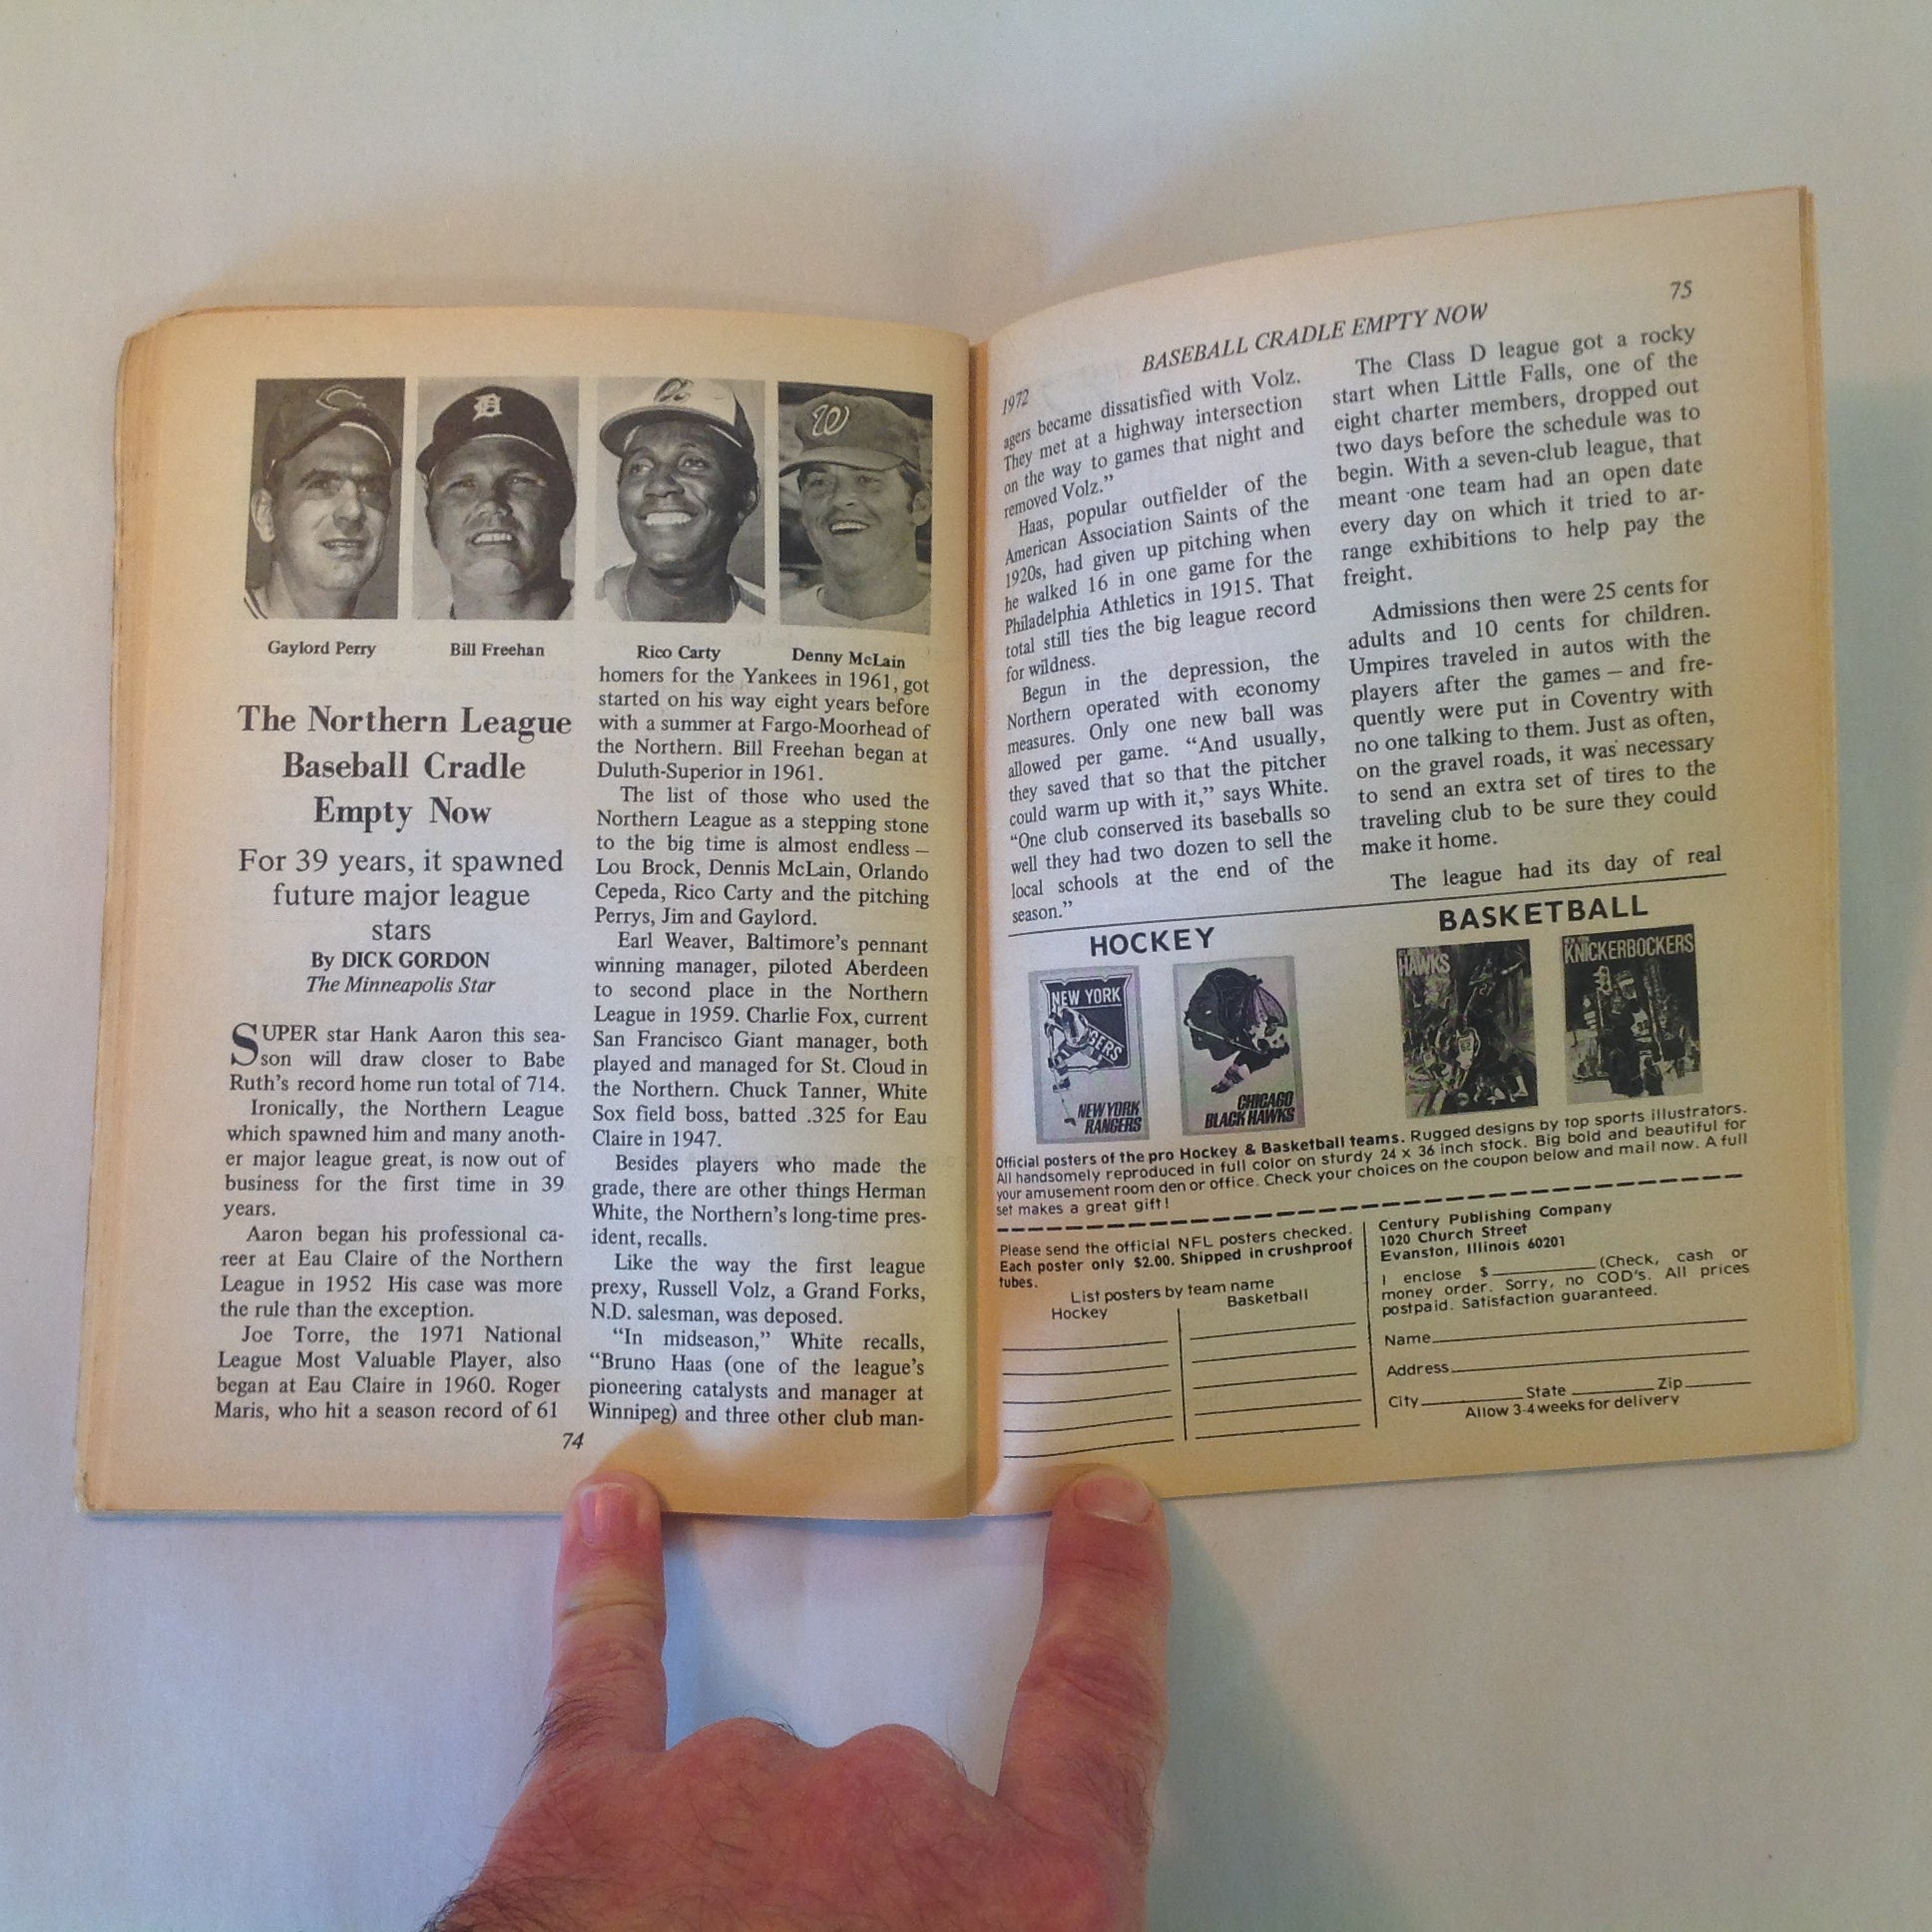 Gaylord Perry
Bill Freehan
Rico Carty
Denny McLain
The Northern League
Baseball Cradle
Empty Now
For 39 years, it spawned
future major league
stars
By DICK GORDON
The Minneapolis Star
SUPER star Hank Aaron this sea-
son will draw closer to Babe
Ruth's record home run total of 714.
Ironically, the Northern League
which spawned him and many anoth-
er major league great, is now out of
business for the first time in 39
years.
Aaron began his professional ca-
reer at Eau Claire of the Northern
League in 1952 His case was more
the rule than the exception.
Joe Torre, the 1971 National
League Most Valuable Player, also
began at Eau Claire in 1960. Roger
Maris, who hit a season record of 61
homers for the Yankees in 1961, got
started on his way eight years before
with a summer at Fargo-Moorhead of
the Northern. Bill Freehan began at
Duluth-Superior in 1961.
The list of those who used the
Northern League as a stepping stone
to the big time is almost endless —
Lou Brock, Dennis McLain, Orlando
Cepeda, Rico Carty and the pitching
Perrys, Jim and Gaylord.
Earl Weaver, Baltimore's pennant
winning manager, piloted Aberdeen
to second place in the Northern
League in 1959. Charlie Fox, current
San Francisco Giant manager, both
played and managed for St. Cloud in
the Northern. Chuck Tanner, White
Sox field boss, batted .325 for Eau
Claire in 1947.
Besides players who made the
grade, there are other things Herman
White, the Northern's long-time pres-
ident, recalls.
Like the way the first league
prexy, Russell Volz, a Grand Forks,
N.D. salesman, was deposed.
"In midseason," White recalls,
"Bruno Haas (one of the league's
pioneering catalysts and manager at
Winnipeg) and three other club man-
74
1972
BASEBALL CRADLE EMPTY NOW
75
agers became dissatisfied with Volz.
They met at a highway intersection
on the way to games that night and
removed Volz."
Haas, popular outfielder of the
American Association Saints of the
1920s, had given up pitching when
he walked 16 in one game for the
Philadelphia Athletics in 1915. That
total still ties the big league record
for wildness.
Begun in the depression, the
Northern operated with economy
measures. Only one new ball was
allowed per game. "And usually,
they saved that so that the pitcher
could warm up with it," says White.
"One club conserved its baseballs so
well they had two dozen to sell the
local schools at the end of the
season."
The Class D league got a rocky
start when Little Falls, one of the
eight charter members, dropped out
two days before the schedule was to
begin. With a seven-club league, that
meant one team had an open date
every day on which it tried to ar-
range exhibitions to help pay the
freight.
Admissions then were 25 cents for
adults and 10 cents for children.
Umpires traveled in autos with the
players after the games — and fre-
quently were put in Coventry with
no one talking to them. Just as often,
on the gravel roads, it was necessary
to send an extra set of tires to the
traveling club to be sure they could
make it home.
The league had its day of real
HOCKEY
BASKETBALL
NEW YORK
GERS
NEW YORK
RANGERS
CHICAGO
BLACK HAWKS
HAWKS
KNICKERBOCKERS
Official posters of the pro Hockey & Basketball teams. Rugged designs by top sports illustrators.
All handsomely reproduced in full color on sturdy 24 x 36 inch stock. Big bold and beautiful for
your amusement room den or office. Check your choices on the coupon below and mail now. A full
set makes a great gift!
Please send the official NFL posters checked.
Each poster only $2.00. Shipped in crushproof
tubes.
List posters by team name
Hockey
Basketball
Century Publishing Company
1020 Church Street
Evanston, Illinois 60201
I enclose $ (Check, cash or
money order. Sorry, no COD's. All prices
postpaid. Satisfaction guaranteed.
Name
Address
City State Zip
Allow 3-4 weeks for delivery